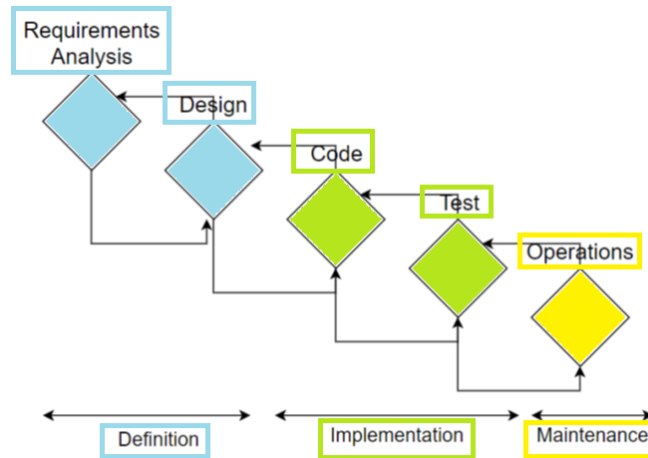 Requirements
Analysis
Design
Code
Test
Operations
Definition
Implementation
Maintenance